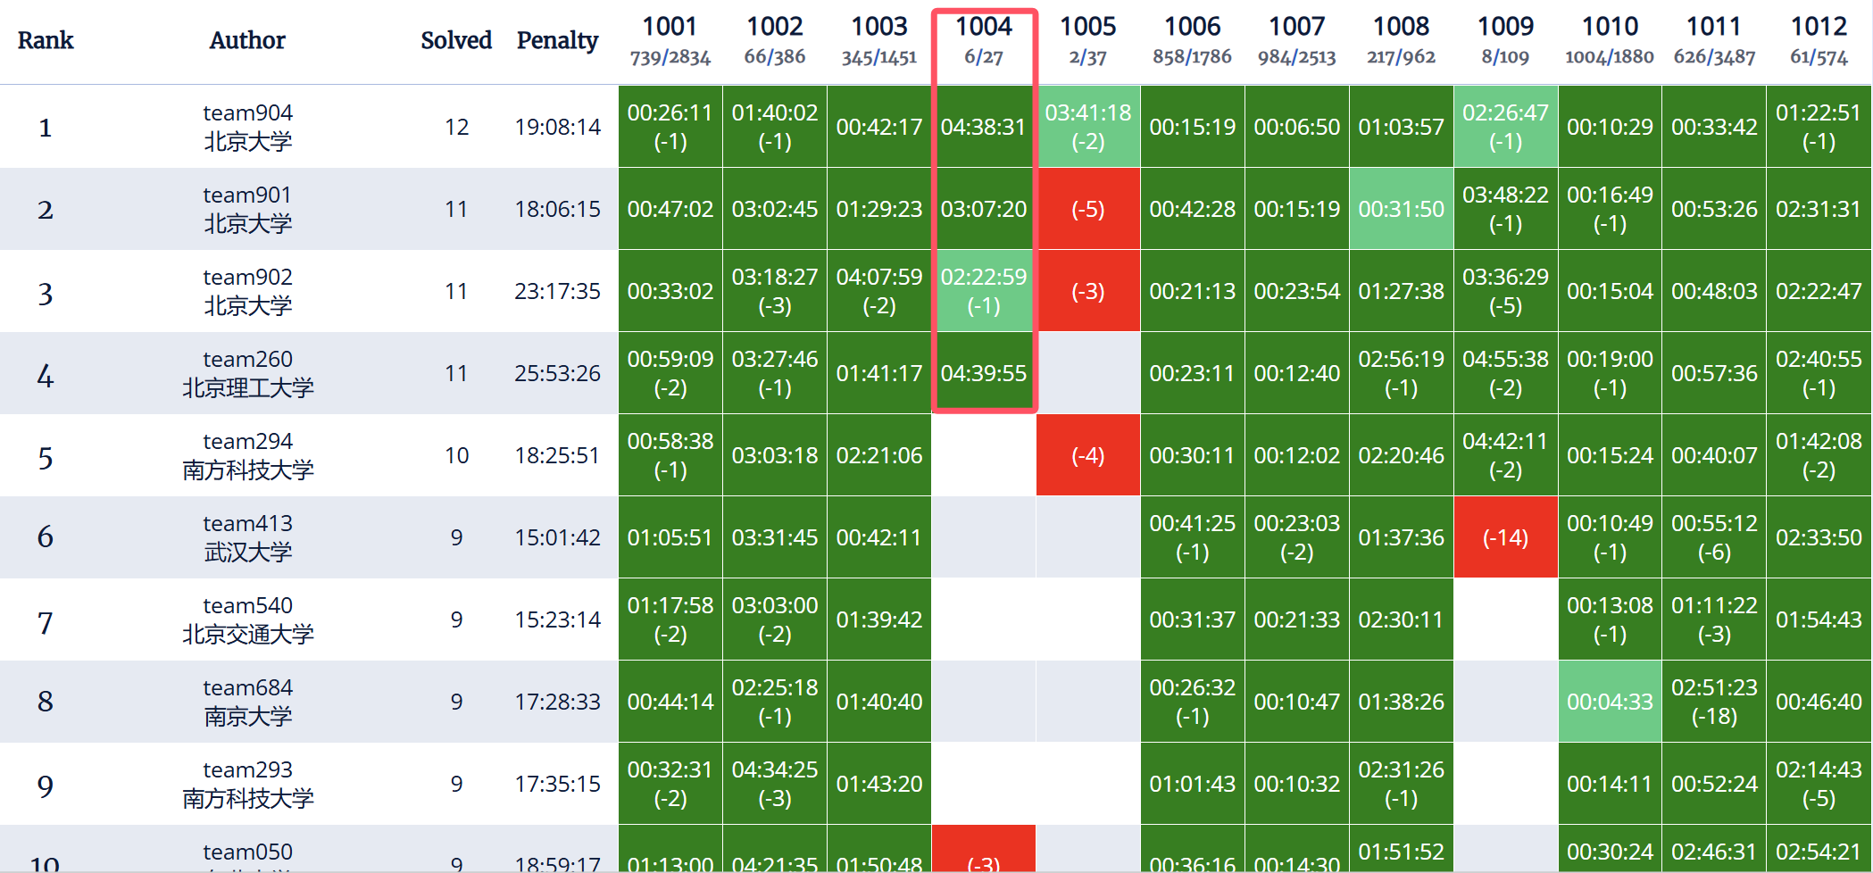 Rank Author Solved Penalty 1001 1002 1003 1004 1005 1006 1007 1008 1009 1010 1011 1012
739/2834 66/386 345/1451 6/27 2/37 858/1786 984/2513 217/962 8/109 1004/1880 626/3487 61/574
1 team904 12 19:08:14 00:26:11 01:40:02 00:42:17 04:38:31 03:41:18 00:15:19 00:06:50 01:03:57 02:26:47 00:10:29 00:33:42 01:22:51
北京大学 (-1) (-1) (-2) (-1) (-1)
2 team901 11 18:06:15 00:47:02 03:02:45 01:29:23 03:07:20 (-5) 00:42:28 00:15:19 00:31:50 03:48:22 00:16:49 00:53:26 02:31:31
北京大学 (-1) (-1)
3 team902 11 23:17:35 00:33:02 03:18:27 04:07:59 02:22:59 (-3) 00:21:13 00:23:54 01:27:38 03:36:29 00:15:04 00:48:03 02:22:47
北京大学 (-3) (-2) (-1) (-5)
4 team260 11 25:53:26 00:59:09 03:27:46 01:41:17 04:39:55 00:23:11 00:12:40 02:56:19 04:55:38 00:19:00 00:57:36 02:40:55
北京理工大学 (-2) (-1) (-1) (-2) (-1) (-1)
5 team294 10 18:25:51 00:58:38 03:03:18 02:21:06 (-4) 00:30:11 00:12:02 02:20:46 04:42:11 00:15:24 00:40:07 01:42:08
南方科技大学 (-1) (-2) (-2)
6 team413 9 15:01:42 01:05:51 03:31:45 00:42:11 00:41:25 00:23:03 01:37:36 (-14) 00:10:49 00:55:12 02:33:50
武汉大学 (-1) (-2) (-1) (-6)
7 team540 9 15:23:14 01:17:58 03:03:00 01:39:42 00:31:37 00:21:33 02:30:11 00:13:08 01:11:22 01:54:43
北京交通大学 (-2) (-2) (-1) (-3)
8 team684 9 17:28:33 00:44:14 02:25:18 01:40:40 00:26:32 00:10:47 01:38:26 00:04:33 02:51:23 00:46:40
南京大学 (-1) (-1) (-18)
9 team293 9 17:35:15 00:32:31 04:34:25 01:43:20 01:01:43 00:10:32 02:31:26 00:14:11 00:52:24 02:14:43
南方科技大学 (-2) (-3) (-1) (-5)
10 team050 9 18:59:17 01:13:00 04:21:35 01:50:48 (-3) 00:36:16 00:14:30 01:51:52 00:30:24 02:46:31 02:54:21